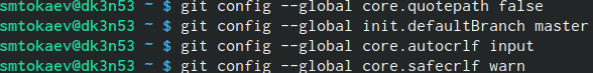 smtokaev@dk3n53 ~ $ git config --global core.quotepath false
smtokaev@dk3n53 ~ $ git config --global init.defaultBranch master
smtokaev@dk3n53 ~ $ git config --global core.autocrlf input
smtokaev@dk3n53 ~ $ git config --global core.safecrlf warn